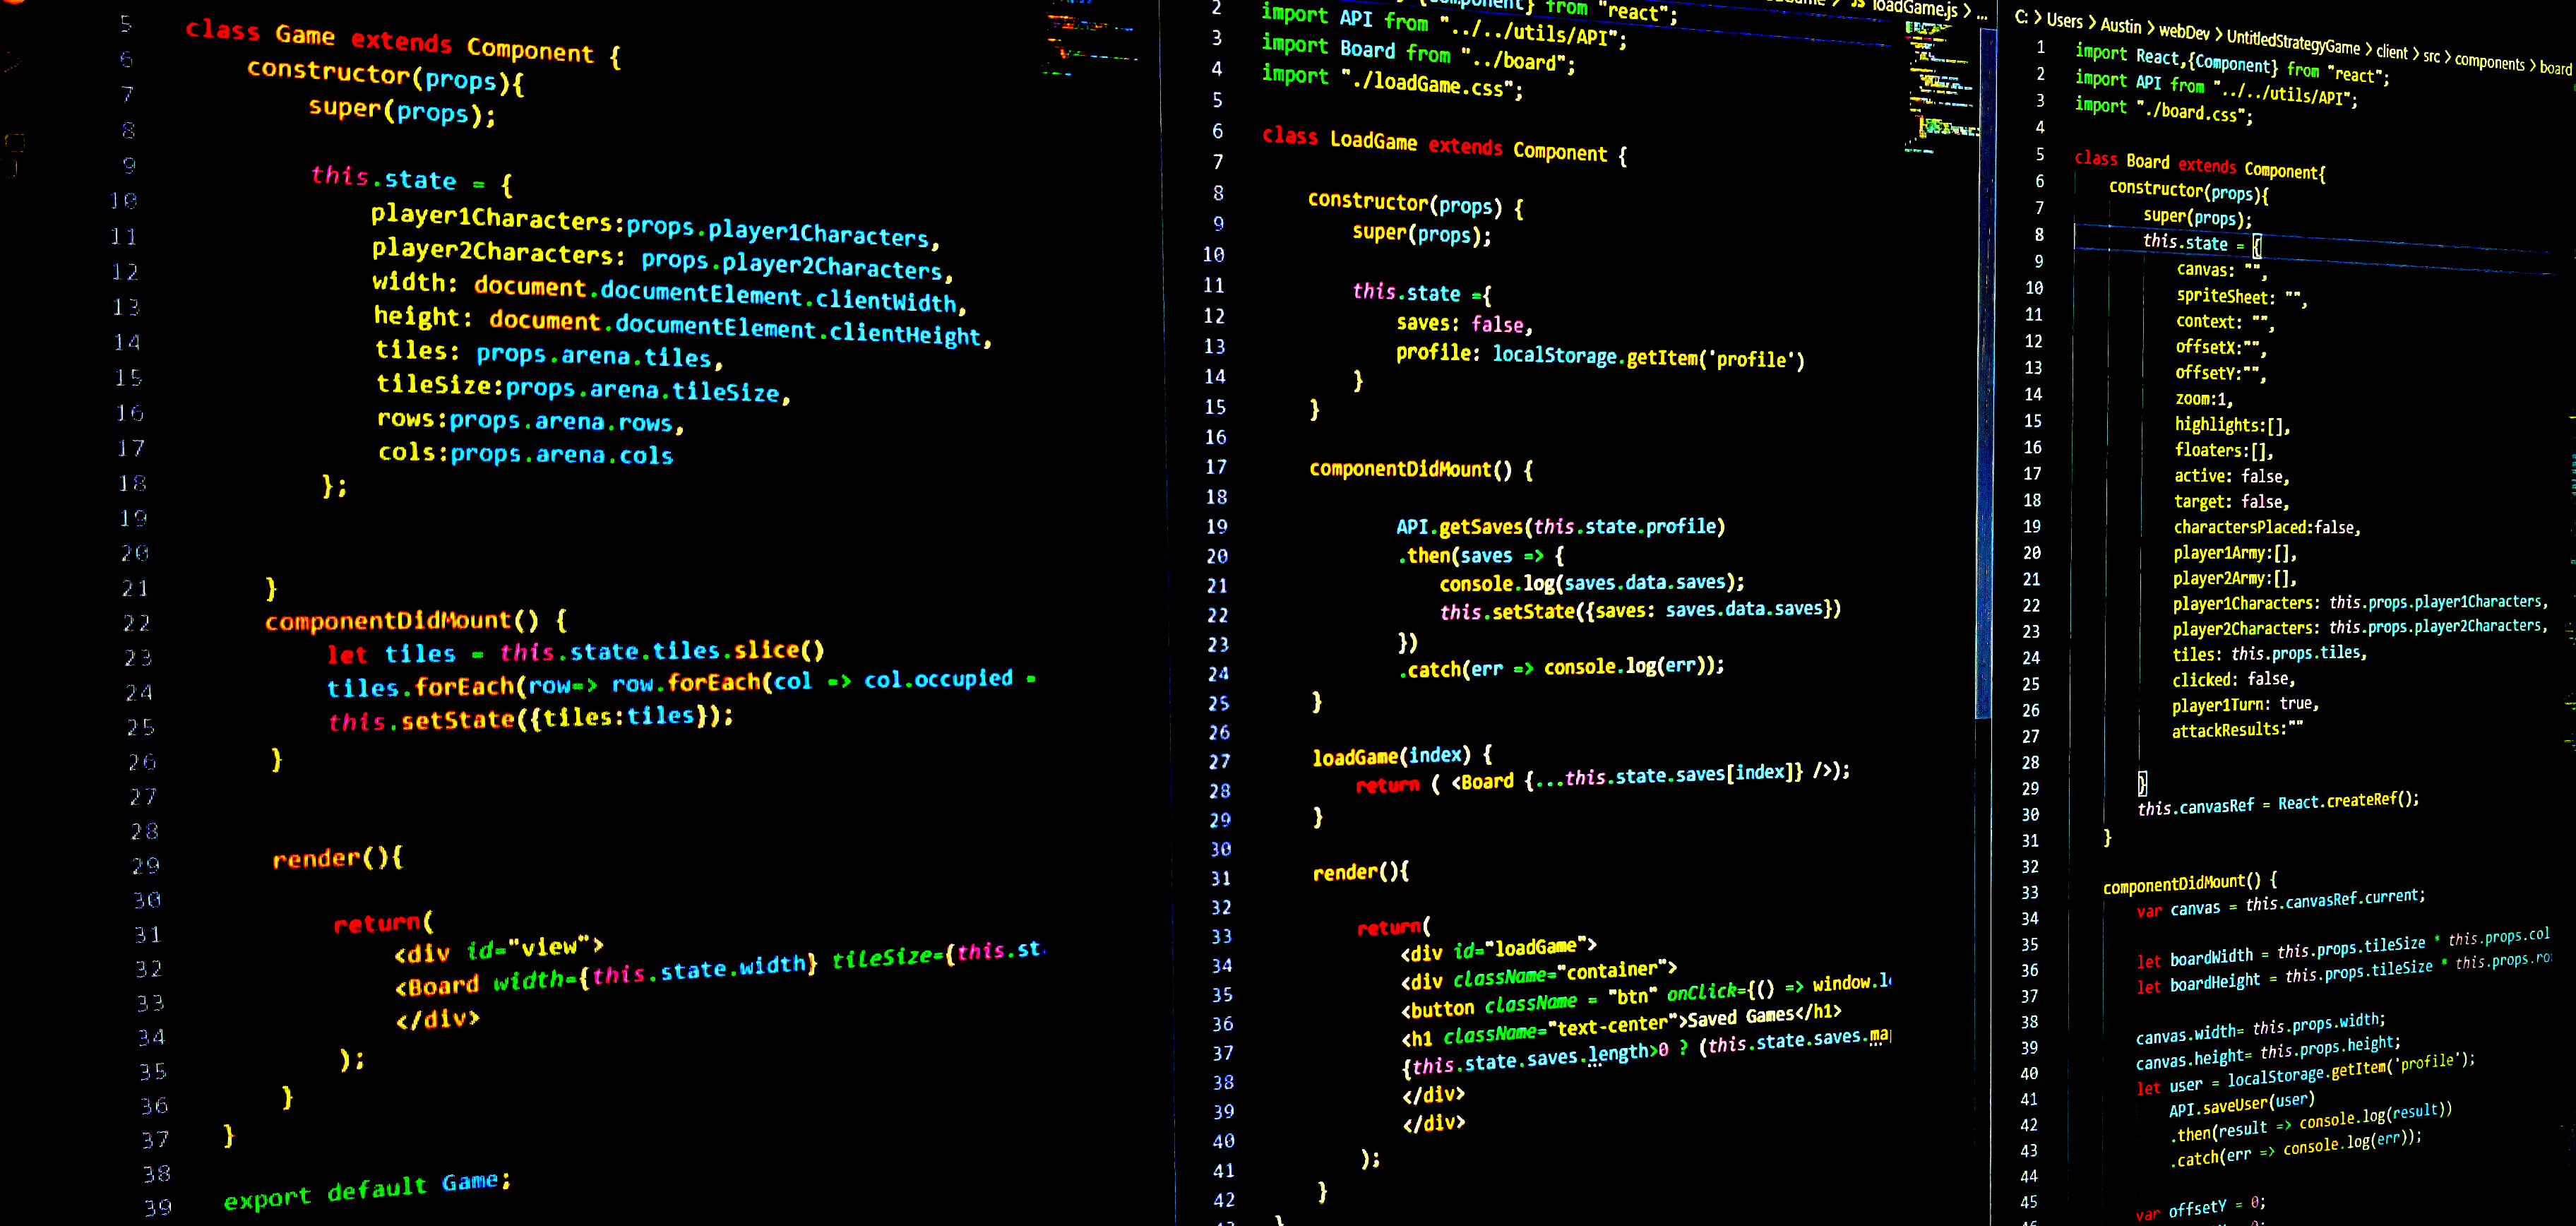 5
class Game extends Component {
6
constructor(props){
7
super(props);
8
9
this.state = {
10
player1Characters:props.player1Characters,
11
player2Characters: props.player2Characters,
12
width: document.documentElement.clientWidth,
13
height: document.documentElement.clientHeight,
14
tiles: props.arena.tiles,
15
tileSize:props.arena.tileSize,
16
rows:props.arena.rows,
17
cols:props.arena.cols
18
};
19
20
21
}
22
componentDidMount() {
23
let tiles = this.state.tiles.slice()
24
tiles.forEach(row=> row.forEach(col => col.occupied =
25
this.setState({tiles:tiles});
26
}
27
28
29
render(){
30
31
return(
32
<div id="view">
33
<Board width={this.state.width} tileSize={this.st
34
</div>
35
);
36
}
37
}
38
39
export default Game;
loadGame.js > ...
2 {Component} from "react";
3 import API from "../../utils/API";
4 import Board from "../board";
5 import "./loadGame.css";
6
7 class LoadGame extends Component {
8
9 constructor(props) {
10 super(props);
11
12 this.state ={
13 saves: false,
14 profile: localStorage.getItem('profile')
15 }
16 }
17 componentDidMount() {
18
19 API.getSaves(this.state.profile)
20 .then(saves => {
21 console.log(saves.data.saves);
22 this.setState({saves: saves.data.saves})
23 })
24 .catch(err => console.log(err));
25 }
26
27 loadGame(index) {
28 return ( <Board {...this.state.saves[index]} />);
29 }
30
31 render(){
32
33 return(
34 <div id="loadGame">
35 <div className="container">
36 <button className = "btn" onClick={() => window.l
37 <h1 className="text-center">Saved Games</h1>
38 {this.state.saves.length>0 ? (this.state.saves.ma
39 </div>
40 </div>
41 );
42 }
}
C: > Users > Austin > webDev > UntitledStrategyGame > client > src > components > board
1 import React,{Component} from "react";
2 import API from "../../utils/API";
3 import "./board.css";
4
5 class Board extends Component{
6 constructor(props){
7 super(props);
8 this.state = {
9 canvas: "",
10 spriteSheet: "",
11 context: "",
12 offsetX:"",
13 offsetY:"",
14 zoom:1,
15 highlights:[],
16 floaters:[],
17 active: false,
18 target: false,
19 charactersPlaced:false,
20 player1Army:[],
21 player2Army:[],
22 player1Characters: this.props.player1Characters,
23 player2Characters: this.props.player2Characters,
24 tiles: this.props.tiles,
25 clicked: false,
26 player1Turn: true,
27 attackResults:""
28
29 }
30 this.canvasRef = React.createRef();
31 }
32
33 componentDidMount() {
34 var canvas = this.canvasRef.current;
35
36 let boardWidth = this.props.tileSize * this.props.col
37 let boardHeight = this.props.tileSize * this.props.ro
38
39 canvas.width= this.props.width;
40 canvas.height= this.props.height;
41 let user = localStorage.getItem('profile');
42 API.saveUser(user)
43 .then(result => console.log(result))
44 .catch(err => console.log(err));
45
var offsetY = 0;